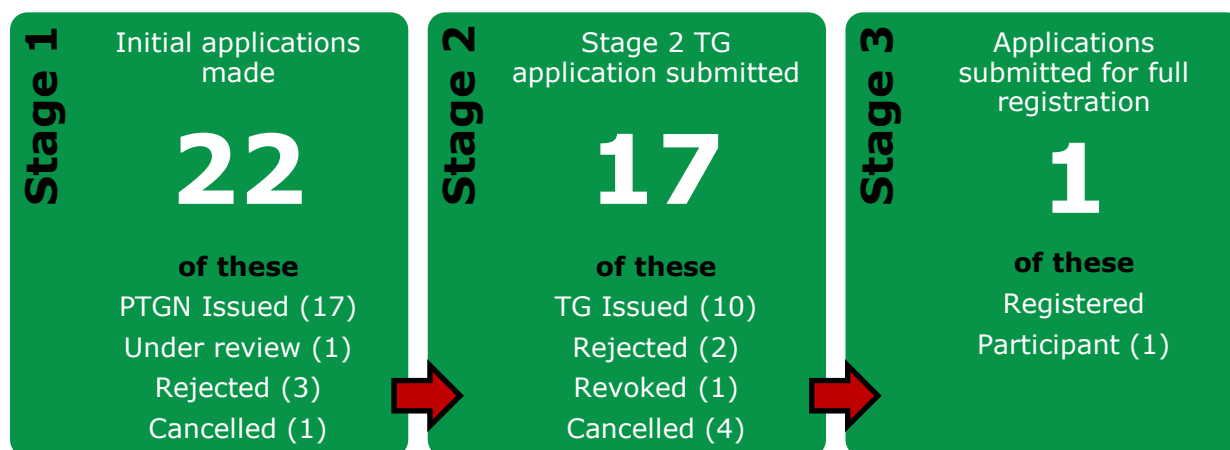 Stage 1
Initial applications
made
22
of these
PTGN Issued (17)
Under review (1)
Rejected (3)
Cancelled (1)
Stage 2
Stage 2 TG
application submitted
17
of these
TG Issued (10)
Rejected (2)
Revoked (1)
Cancelled (4)
Stage 3
Applications
submitted for full
registration
1
of these
Registered
Participant (1)